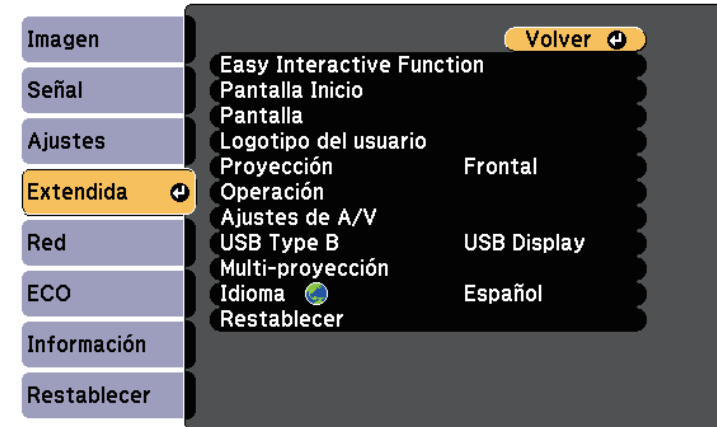 Imagen
Señal
Ajustes
Extendida
Red
ECO
Información
Restablecer
Volver
Easy Interactive Function
Pantalla Inicio
Pantalla
Logotipo del usuario
Proyección Frontal
Operación
Ajustes de A/V
USB Type B USB Display
Multi-proyección
Idioma Español
Restablecer